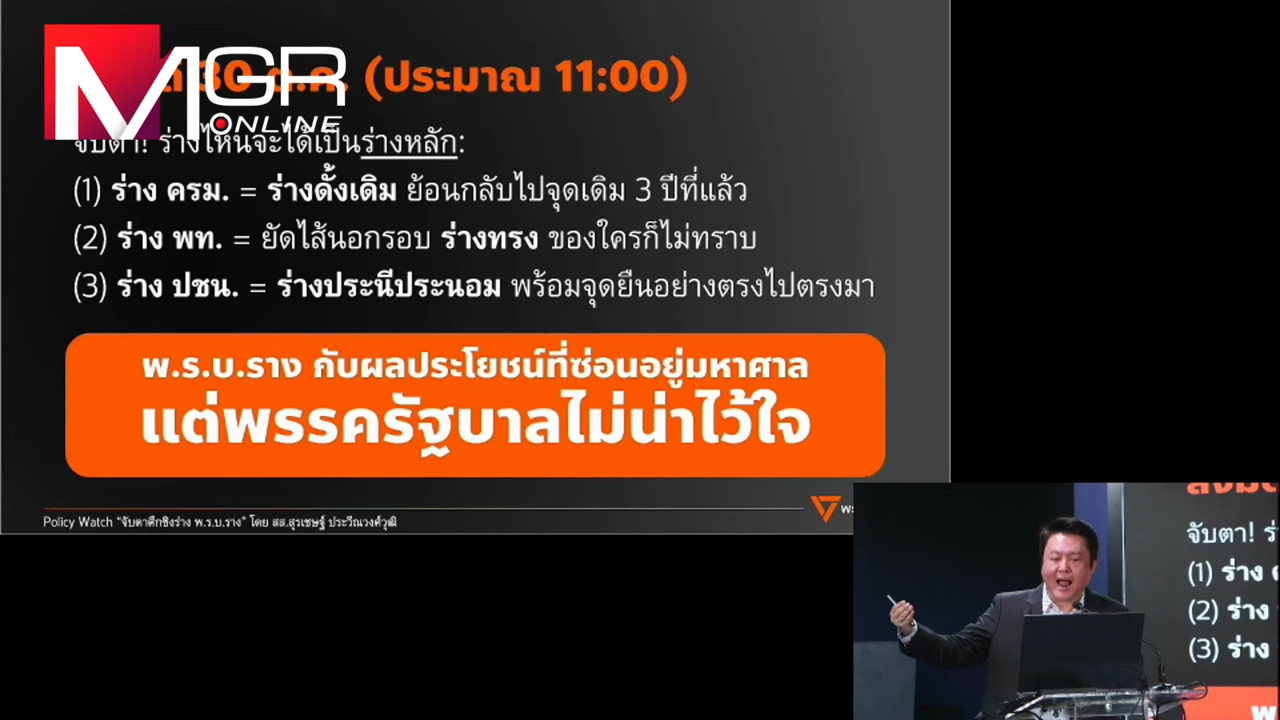 MGR
ONLINE
30 ต.ค. (ประมาณ 11:00)
จับตา! ร่างไหนจะได้เป็นร่างหลัก:
(1) ร่าง ครม. = ร่างดั้งเดิม ย้อนกลับไปจุดเดิม 3 ปีที่แล้ว
(2) ร่าง พท. = ยัดไส้นอกรอบ ร่างทรง ของใครก็ไม่ทราบ
(3) ร่าง ปชน. = ร่างประนีประนอม พร้อมจุดยืนอย่างตรงไปตรงมา
พ.ร.บ.ราง กับผลประโยชน์ที่ซ่อนอยู่มหาศาล
แต่พรรครัฐบาลไม่น่าไว้ใจ
Policy Watch “จับตาศึกชิงร่าง พ.ร.บ.ราง” โดย สส.สุรเชษฐ์ ประวีณวงศ์วุฒิ
จับตา! ร่
(1) ร่าง
(2) ร่าง
(3) ร่าง